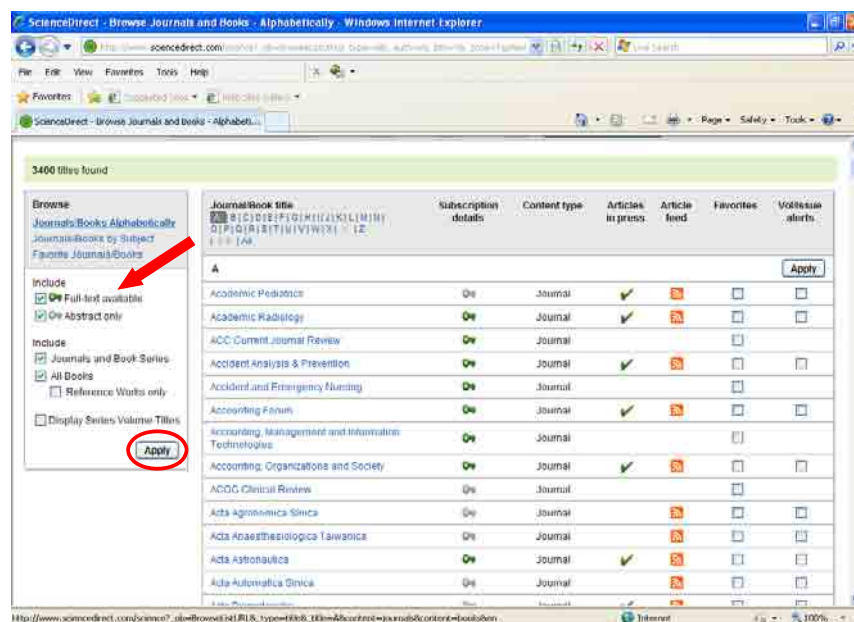 ScienceDirect - Browse Journals and Books - Alphabetically - Windows Internet Explorer
sciencedirect.com
File Edit View Favorites Tools Help
Favorites
ScienceDirect - Browse Journals and Books - Alphabeti...
Page Safety Tools
3400 titles found
Browse
Journals/Books Alphabetically
Journals/Books by Subject
Favorite Journals/Books
Include
Full-text available
Abstract only
Include
Journals and Book Series
All Books
Reference Works only
Display Series Volume Titles
Apply
Journal/Book title Subscription details Content type Articles in press Article feed Favorites Vol/Issue alerts
A | B | C | D | E | F | G | H | I | J | K | L | M | N |
O | P | Q | R | S | T | U | V | W | X | | Z
| All
A Apply
Academic Pediatrics Journal
Academic Radiology Journal
ACC Current Journal Review Journal
Accident Analysis & Prevention Journal
Accident and Emergency Nursing Journal
Accounting Forum Journal
Accounting, Management and Information Technologies Journal
Accounting, Organizations and Society Journal
ACOG Clinical Review Journal
Acta Agronomica Sinica Journal
Acta Anaesthesiologica Taiwanica Journal
Acta Astronautica Journal
Acta Automatica Sinica Journal
Internet 100%